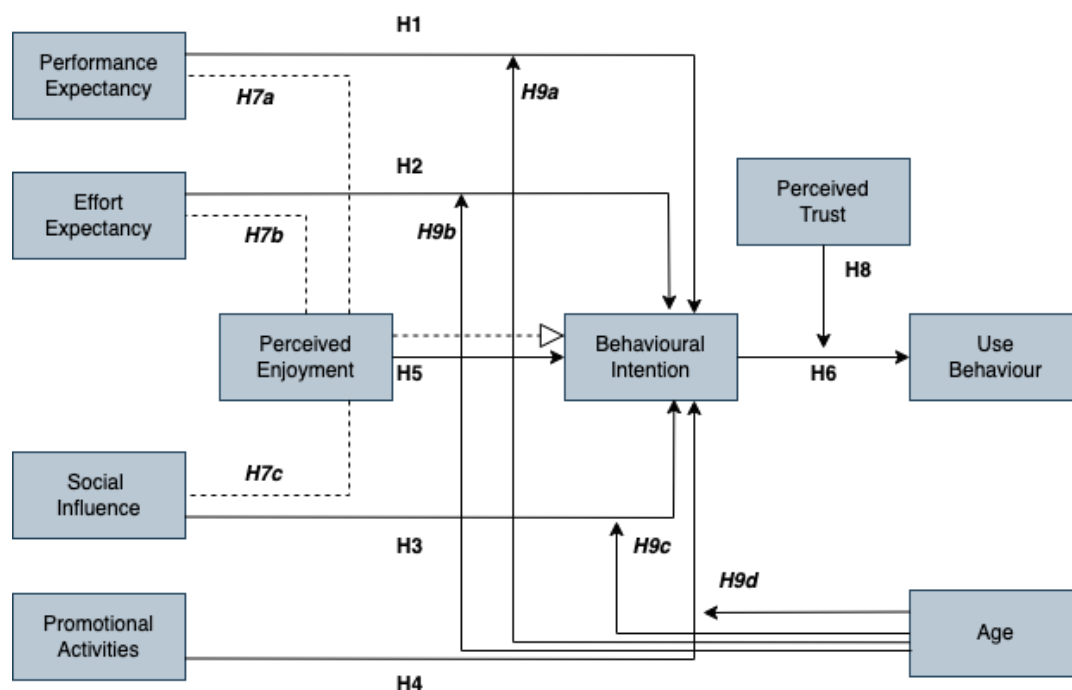 H1
Performance
Expectancy
H7a
H9a
H2
Effort
Expectancy
H7b
H9b
Perceived
Trust
H8
Perceived
Enjoyment
H5
Behavioural
Intention
H6
Use
Behaviour
Social
Influence
H7c
H3
H9c
H9d
Promotional
Activities
H4
Age